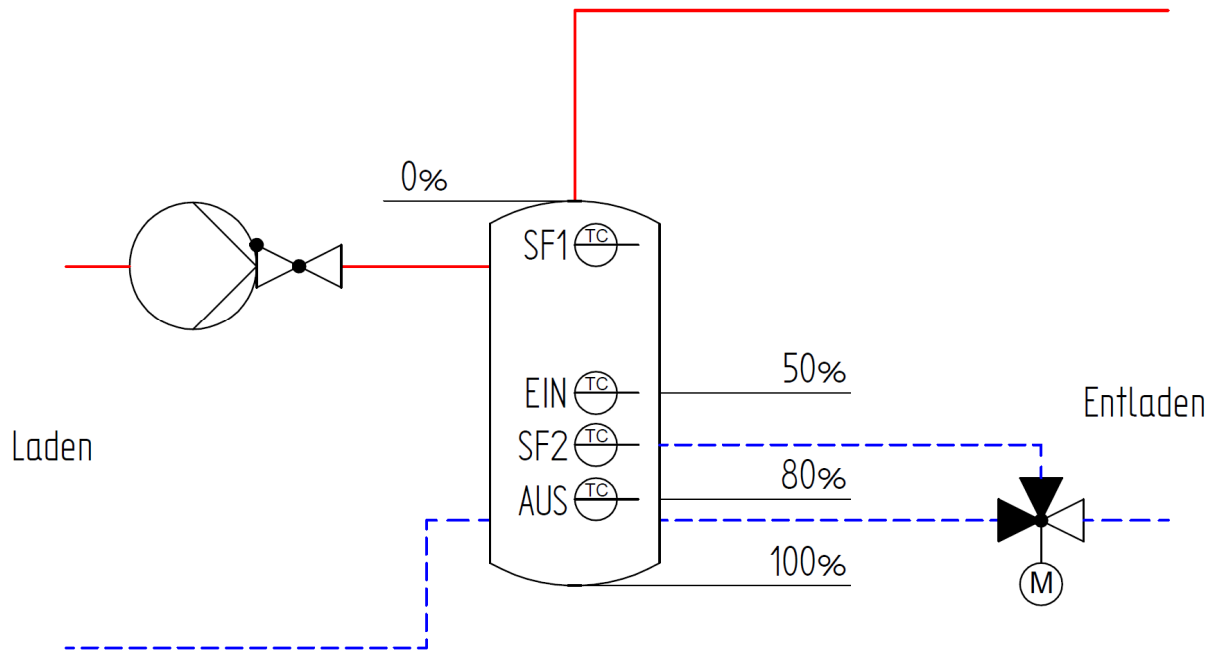 0%
SF1 TC
EIN TC
50%
SF2 TC
80%
AUS TC
100%
Laden
Entladen
M